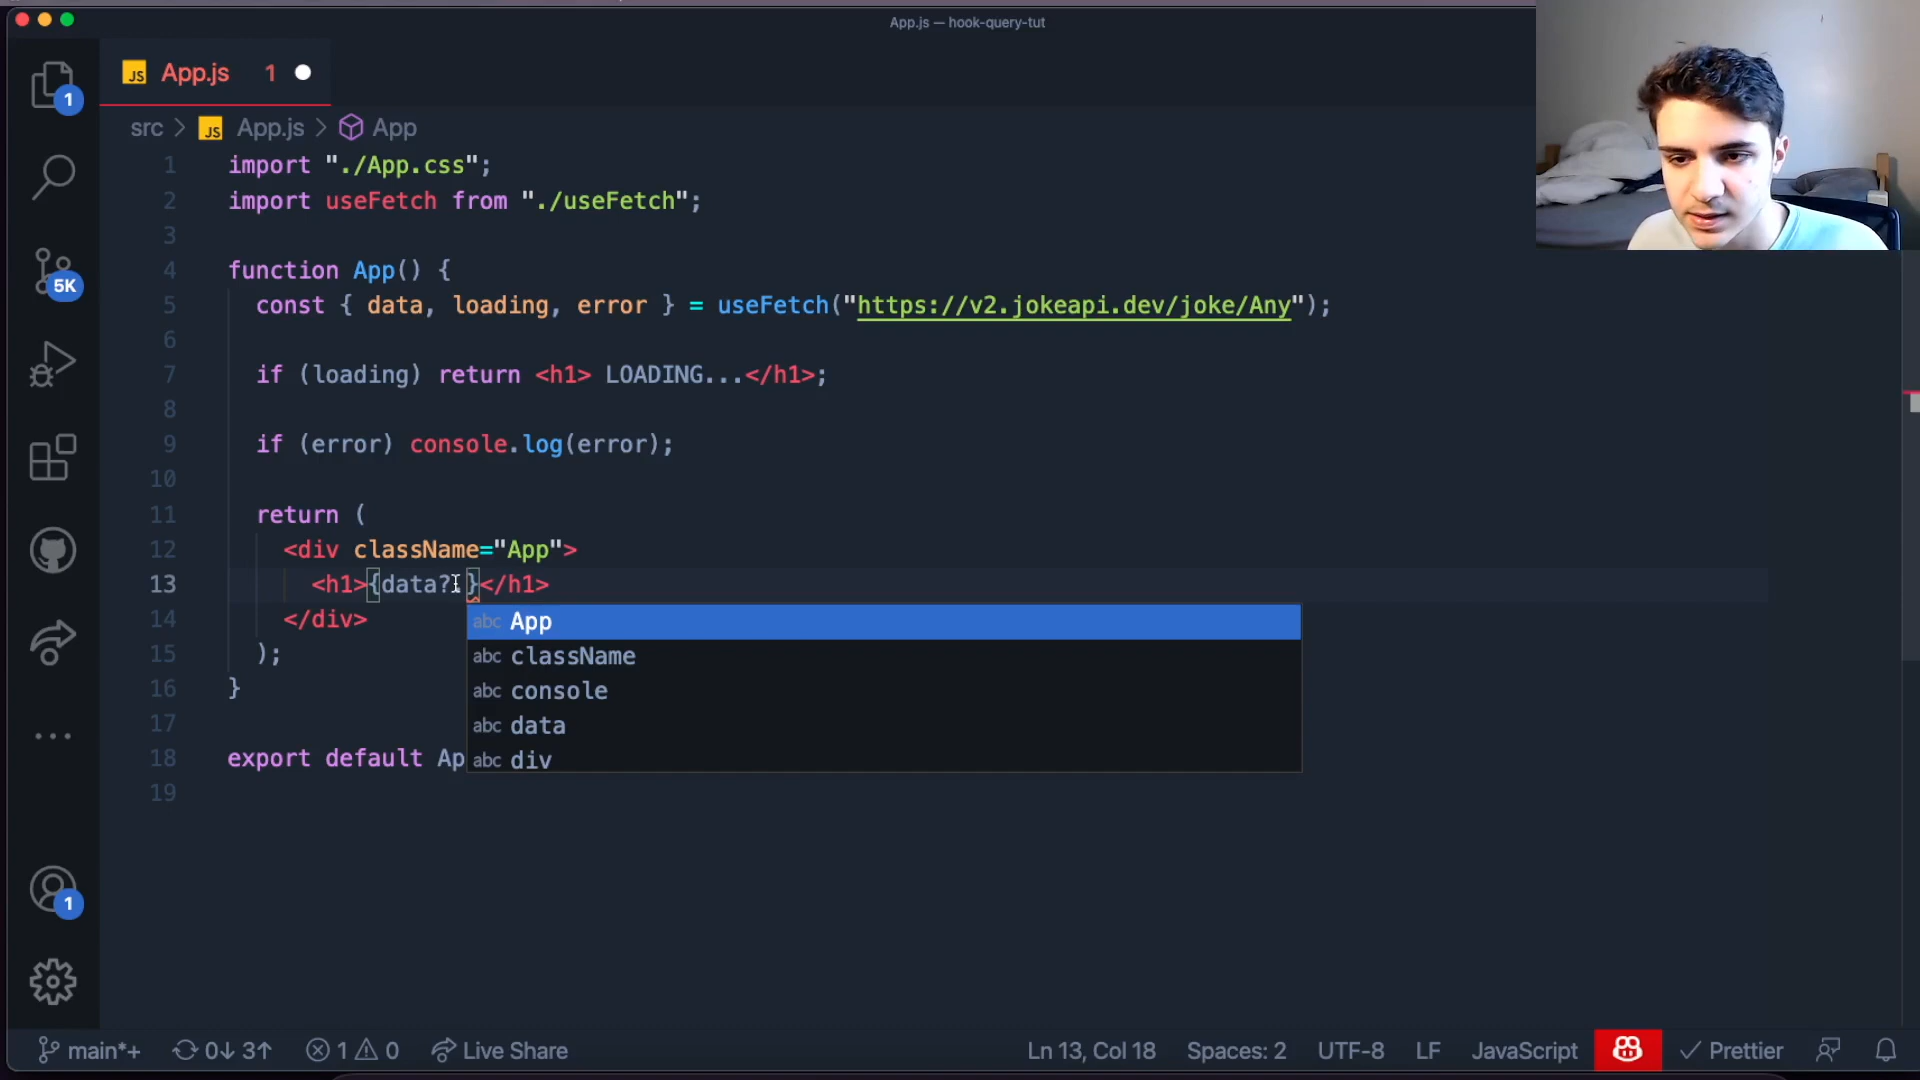 App.js — hook-query-tut
JS App.js 1
1
src > JS App.js > App
1 import "./App.css";
2 import useFetch from "./useFetch";
3
4 function App() {
5 const { data, loading, error } = useFetch("https://v2.jokeapi.dev/joke/Any");
6
7 if (loading) return <h1> LOADING...</h1>;
8
9 if (error) console.log(error);
10
11 return (
12 <div className="App">
13 <h1>{data?.}</h1>
14 </div>
15 );
16 }
17
18 export default Ap
19
abc App
abc className
abc console
abc data
abc div
5K
1
main*+ 0↓ 3↑ 1 0 Live Share Ln 13, Col 18 Spaces: 2 UTF-8 LF JavaScript Prettier